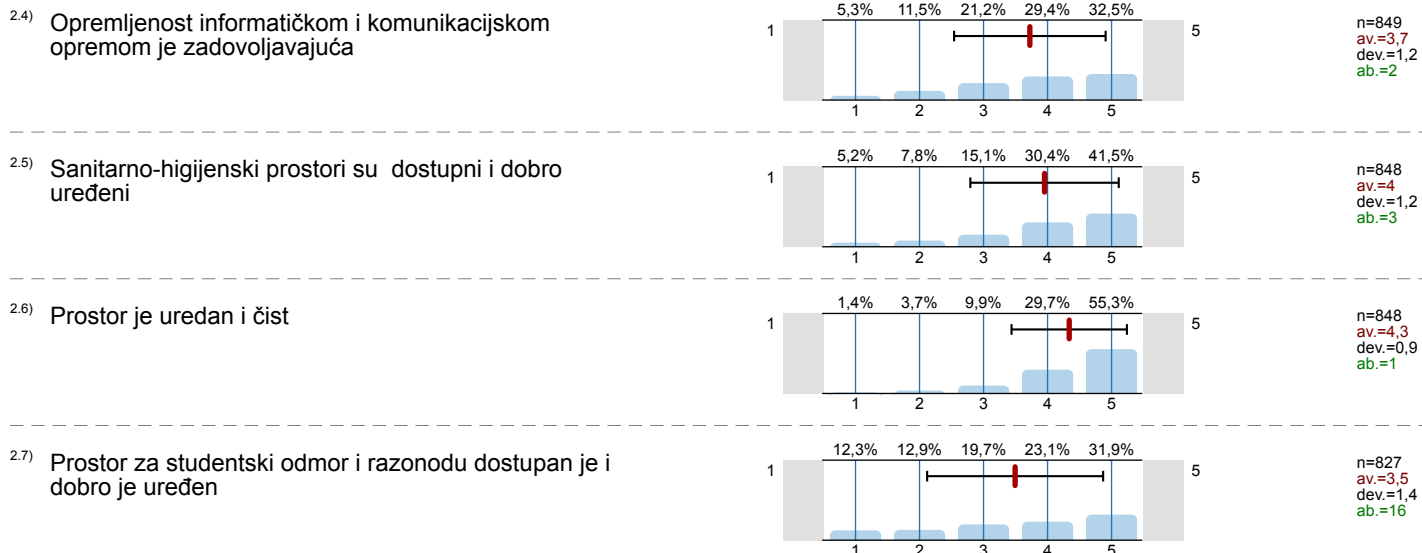 2.4) Opremljenost informatičkom i komunikacijskom
opremom je zadovoljavajuća
5,3% 11,5% 21,2% 29,4% 32,5%
1 5
1 2 3 4 5
n=849
av.=3,7
dev.=1,2
ab.=2
2.5) Sanitarno-higijenski prostori su dostupni i dobro
uređeni
5,2% 7,8% 15,1% 30,4% 41,5%
1 5
1 2 3 4 5
n=848
av.=4
dev.=1,2
ab.=3
2.6) Prostor je uredan i čist
1,4% 3,7% 9,9% 29,7% 55,3%
1 5
1 2 3 4 5
n=848
av.=4,3
dev.=0,9
ab.=1
2.7) Prostor za studentski odmor i razonodu dostupan je i
dobro je uređen
12,3% 12,9% 19,7% 23,1% 31,9%
1 5
1 2 3 4 5
n=827
av.=3,5
dev.=1,4
ab.=16